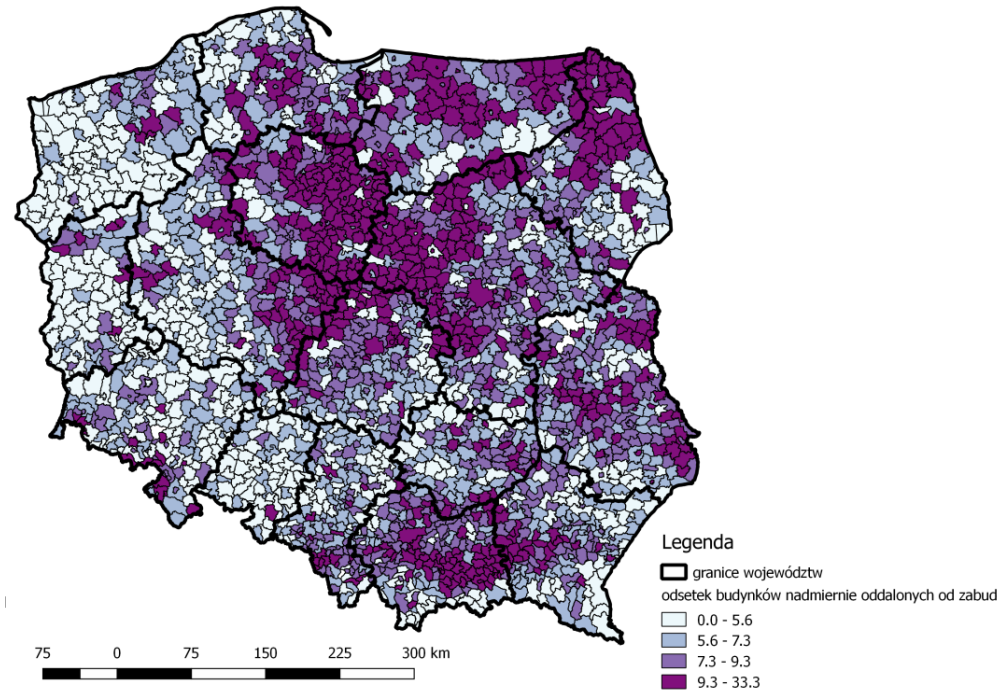 Legenda
granice województw
odsetek budynków nadmiernie oddalonych od zabud
0.0 - 5.6
5.6 - 7.3
7.3 - 9.3
9.3 - 33.3
75 0 75 150 225 300 km